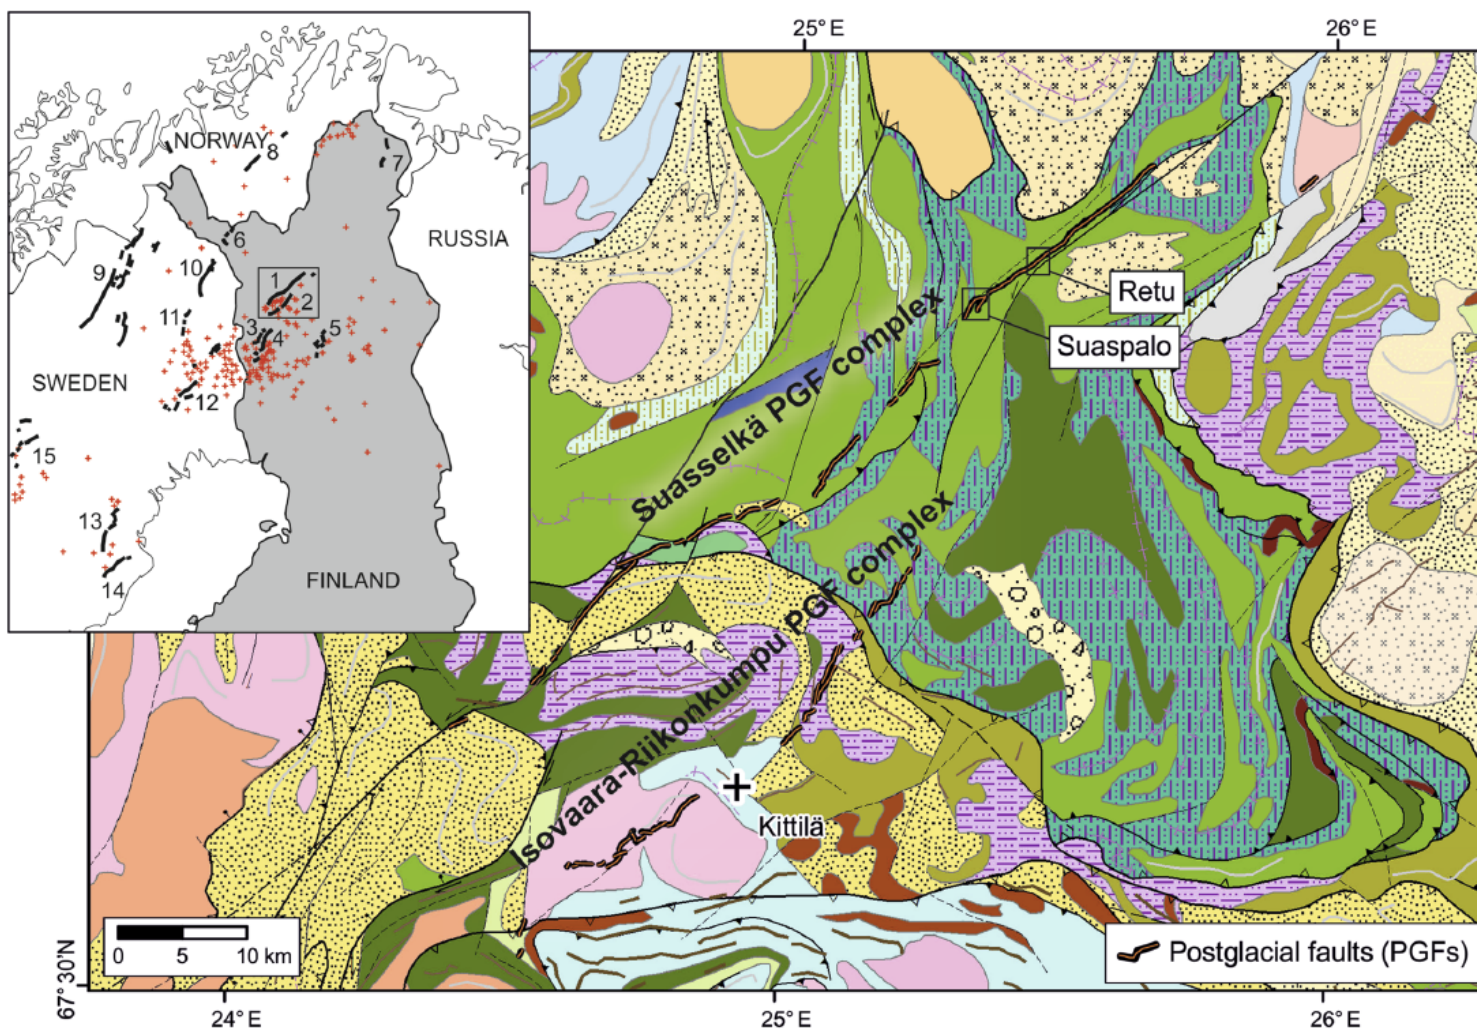 25° E
26° E
NORWAY
8
7
RUSSIA
6
9
10
1
2
11
3
4
5
SWEDEN
12
15
13
14
FINLAND
Retu
Suaspalo
Suasselkä PGF complex
Isovaara-Riikonkumpu PGF complex
Kittilä
0 5 10 km
Postglacial faults (PGFs)
67° 30'N
24° E
25° E
26° E